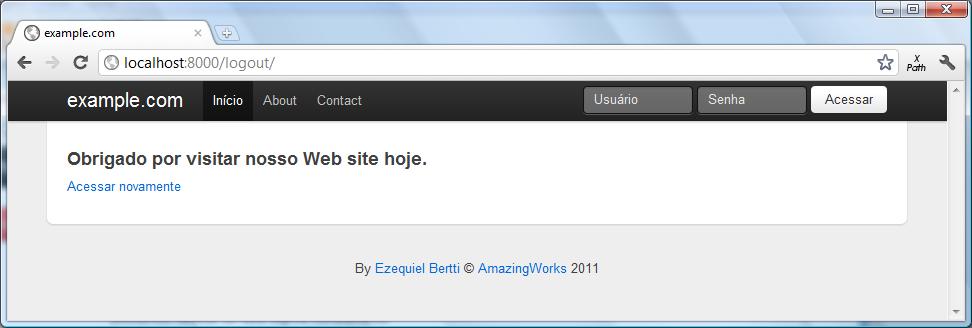 example.com
localhost:8000/logout/
X
Path
example.com Início About Contact Usuário Senha Acessar
Obrigado por visitar nosso Web site hoje.
Acessar novamente
By Ezequiel Bertti © AmazingWorks 2011